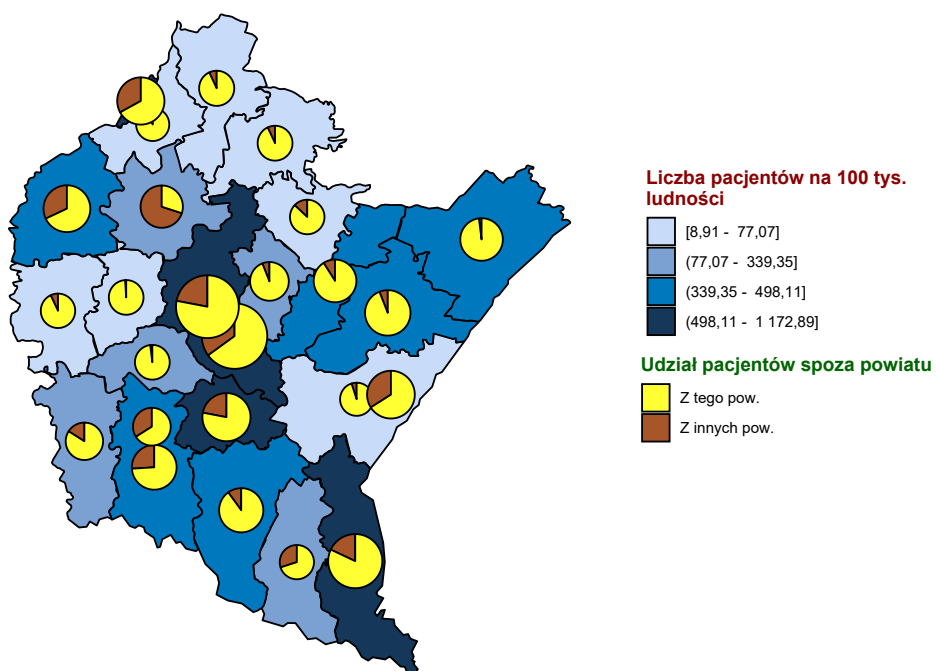 Liczba pacjentów na 100 tys.
ludności
[8,91 - 77,07]
(77,07 - 339,35]
(339,35 - 498,11]
(498,11 - 1 172,89]
Udział pacjentów spoza powiatu
Z tego pow.
Z innych pow.